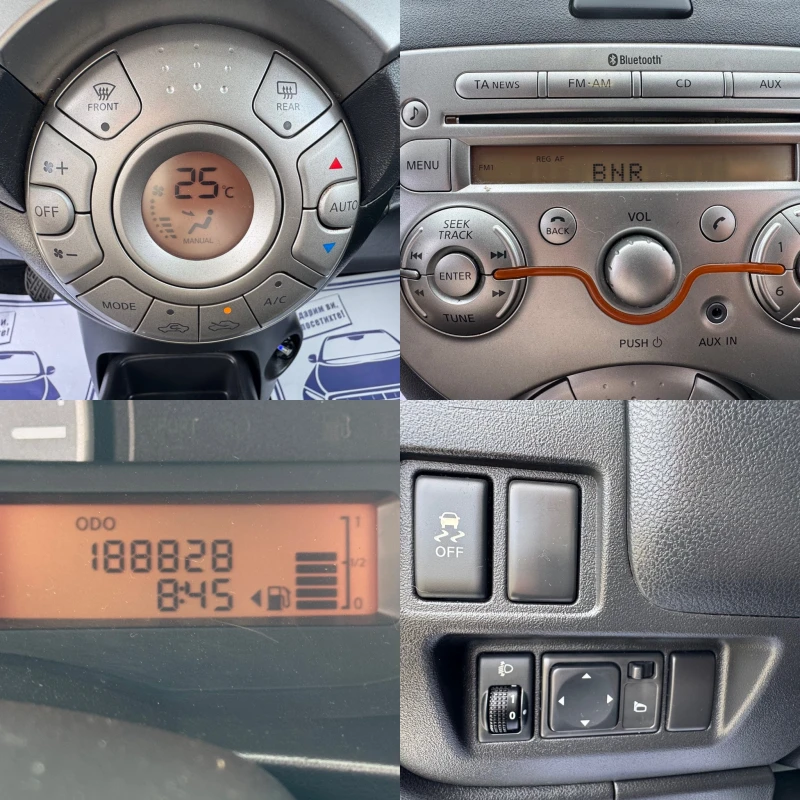 FRONT
REAR
+
OFF
AUTO
-
25°C
MANUAL
MODE
A/C
Bluetooth
TA NEWS
FM·AM
CD
AUX
MENU
FM1
REG AF
BNR
SEEK
TRACK
ENTER
TUNE
BACK
VOL
PUSH
AUX IN
1
6
ODO
188828
8:45
1
1/2
0
OFF
1
0